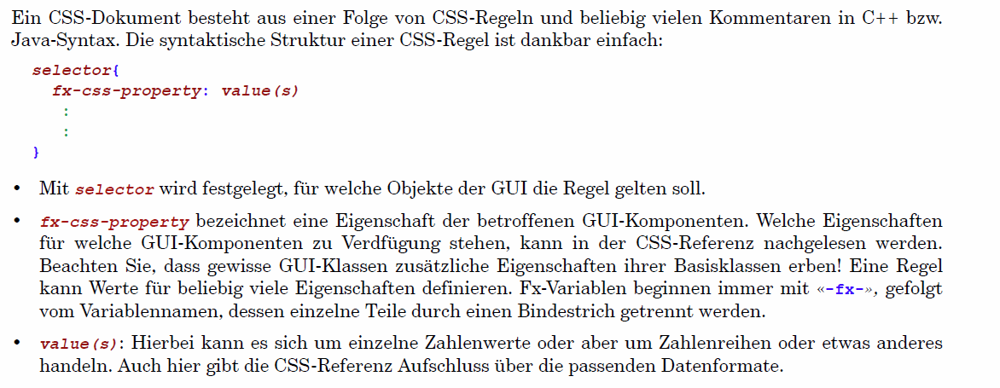 Ein CSS-Dokument besteht aus einer Folge von CSS-Regeln und beliebig vielen Kommentaren in C++ bzw.
Java-Syntax. Die syntaktische Struktur einer CSS-Regel ist dankbar einfach:
selector{
fx-css-property: value(s)
:
:
}
• Mit selector wird festgelegt, für welche Objekte der GUI die Regel gelten soll.
• fx-css-property bezeichnet eine Eigenschaft der betroffenen GUI-Komponenten. Welche Eigenschaften
für welche GUI-Komponenten zu Verdfügung stehen, kann in der CSS-Referenz nachgelesen werden.
Beachten Sie, dass gewisse GUI-Klassen zusätzliche Eigenschaften ihrer Basisklassen erben! Eine Regel
kann Werte für beliebig viele Eigenschaften definieren. Fx-Variablen beginnen immer mit «-fx-», gefolgt
vom Variablennamen, dessen einzelne Teile durch einen Bindestrich getrennt werden.
• value(s): Hierbei kann es sich um einzelne Zahlenwerte oder aber um Zahlenreihen oder etwas anderes
handeln. Auch hier gibt die CSS-Referenz Aufschluss über die passenden Datenformate.